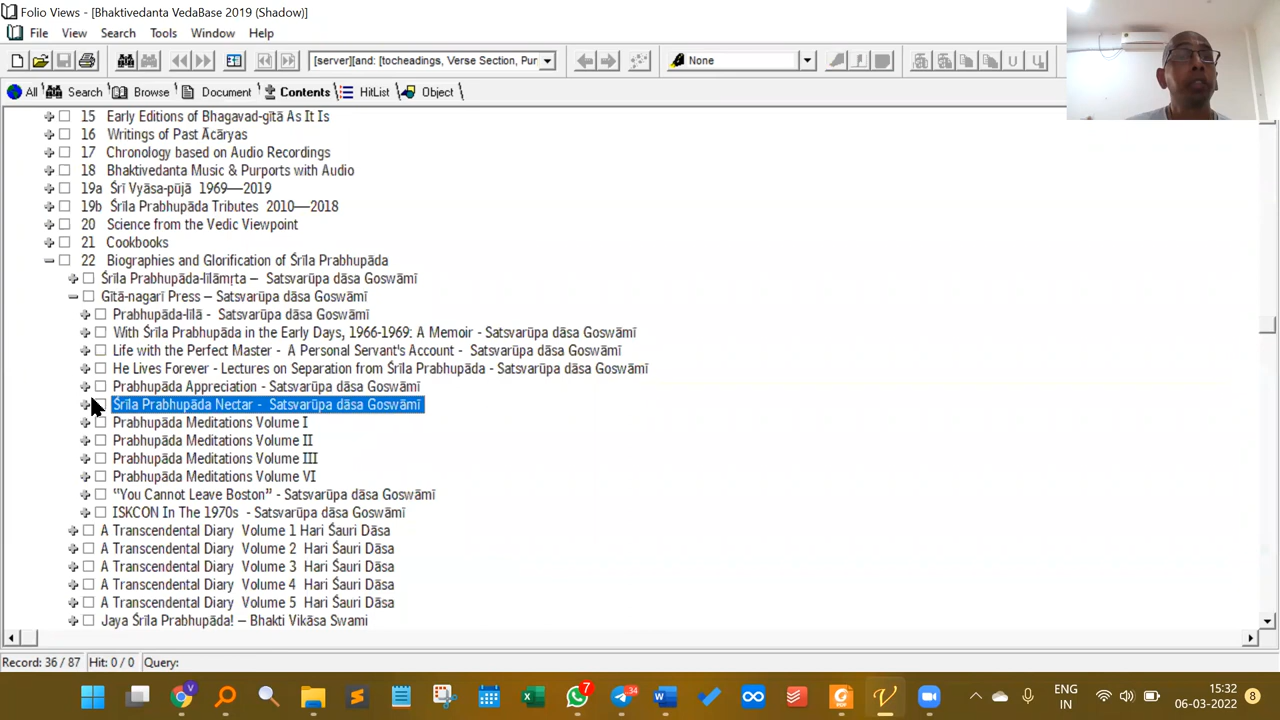 Folio Views - [Bhaktivedanta VedaBase 2019 (Shadow)]
File View Search Tools Window Help
[server][and: [tocheadings, Verse Section, Pur None
All Search Browse Document Contents HitList Object
15 Early Editions of Bhagavad-gītā As It Is
16 Writings of Past Ācāryas
17 Chronology based on Audio Recordings
18 Bhaktivedanta Music & Purports with Audio
19a Śrī Vyāsa-pūjā 1969—2019
19b Śrīla Prabhupāda Tributes 2010—2018
20 Science from the Vedic Viewpoint
21 Cookbooks
22 Biographies and Glorification of Śrīla Prabhupāda
Śrīla Prabhupāda-līlāmṛta – Satsvarūpa dāsa Goswāmī
Gītā-nagarī Press – Satsvarūpa dāsa Goswāmī
Prabhupāda-līlā - Satsvarūpa dāsa Goswāmī
With Śrīla Prabhupāda in the Early Days, 1966-1969: A Memoir - Satsvarūpa dāsa Goswāmī
Life with the Perfect Master - A Personal Servant's Account - Satsvarūpa dāsa Goswāmī
He Lives Forever - Lectures on Separation from Śrīla Prabhupāda - Satsvarūpa dāsa Goswāmī
Prabhupāda Appreciation - Satsvarūpa dāsa Goswāmī
Śrīla Prabhupāda Nectar - Satsvarūpa dāsa Goswāmī
Prabhupāda Meditations Volume I
Prabhupāda Meditations Volume II
Prabhupāda Meditations Volume III
Prabhupāda Meditations Volume VI
“You Cannot Leave Boston” - Satsvarūpa dāsa Goswāmī
ISKCON In The 1970s - Satsvarūpa dāsa Goswāmī
A Transcendental Diary Volume 1 Hari Śauri Dāsa
A Transcendental Diary Volume 2 Hari Śauri Dāsa
A Transcendental Diary Volume 3 Hari Śauri Dāsa
A Transcendental Diary Volume 4 Hari Śauri Dāsa
A Transcendental Diary Volume 5 Hari Śauri Dāsa
Jaya Śrīla Prabhupāda! – Bhakti Vikāsa Swami
Record: 36 / 87 Hit: 0 / 0 Query:
7 34 ENG 15:32
IN 06-03-2022 8